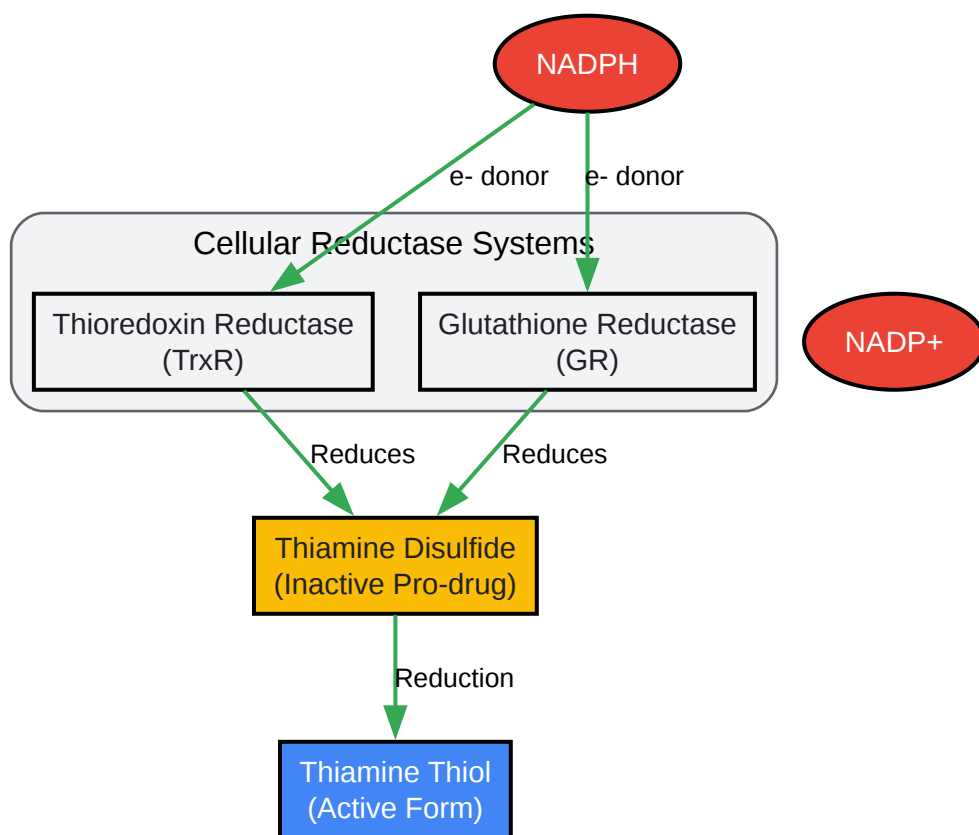 NADPH
e- donor
e- donor
Cellular Reductase Systems
Thioredoxin Reductase
(TrxR)
Glutathione Reductase
(GR)
NADP+
Reduces
Reduces
Thiamine Disulfide
(Inactive Pro-drug)
Reduction
Thiamine Thiol
(Active Form)